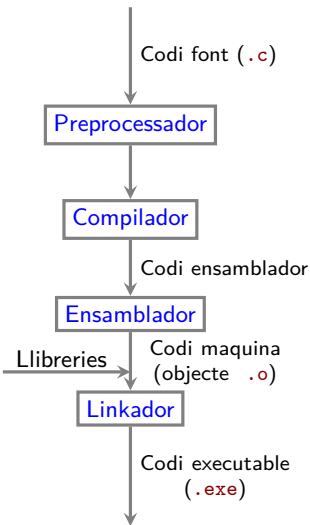 Codi font (.c)
Preprocessador
Compilador
Codi ensamblador
Ensamblador
Llibreries
Codi maquina
(objecte .o)
Linkador
Codi executable
(.exe)